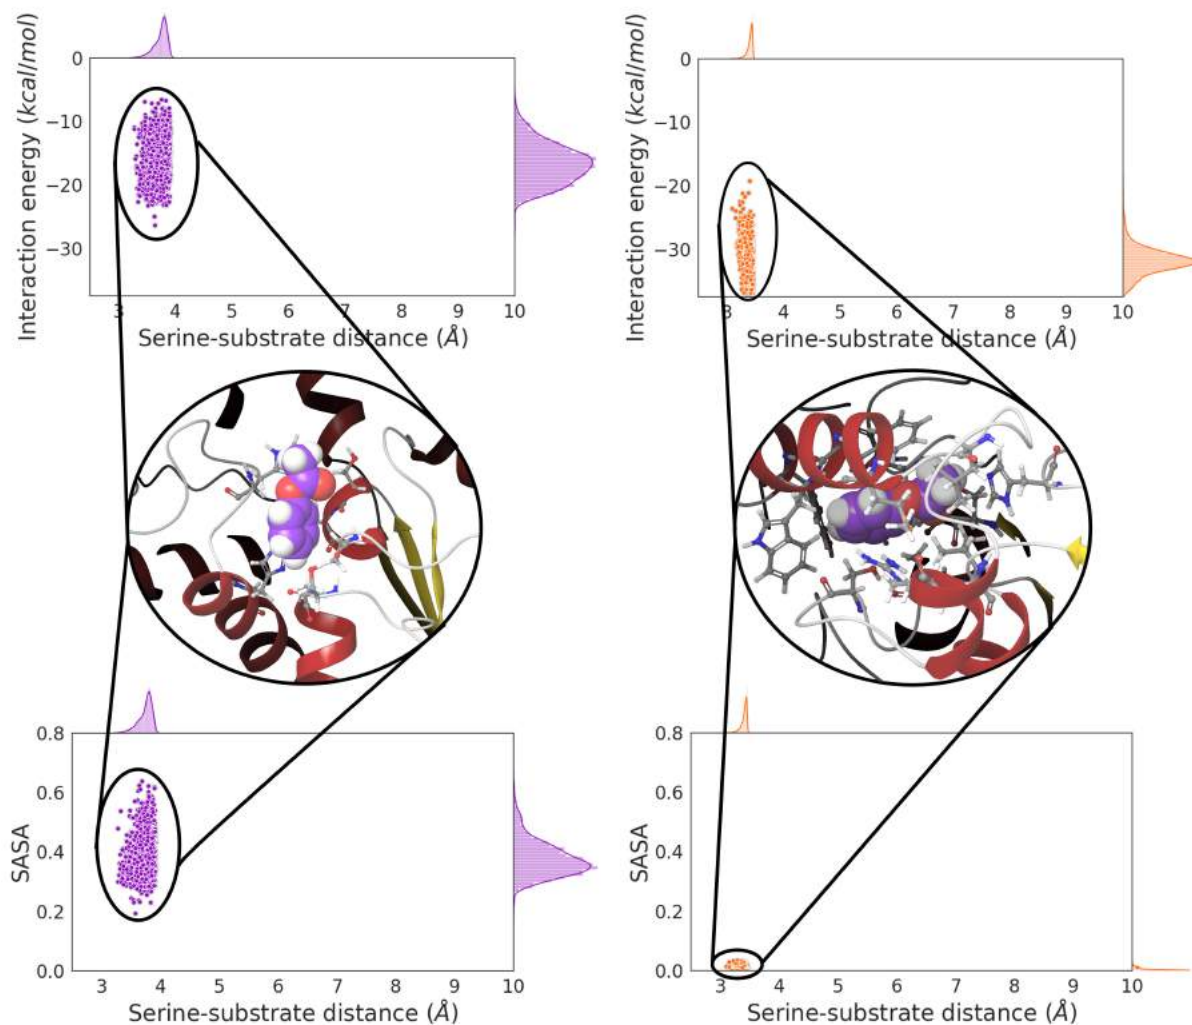 Interaction energy (kcal/mol)
0
−10
−20
−30
3 4 5 6 7 8 9 10
Serine-substrate distance (Å)
Interaction energy (kcal/mol)
0
−10
−20
−30
3 4 5 6 7 8 9 10
Serine-substrate distance (Å)
SASA
0.8
0.6
0.4
0.2
0.0
3 4 5 6 7 8 9 10
Serine-substrate distance (Å)
SASA
0.8
0.6
0.4
0.2
0.0
3 4 5 6 7 8 9 10
Serine-substrate distance (Å)